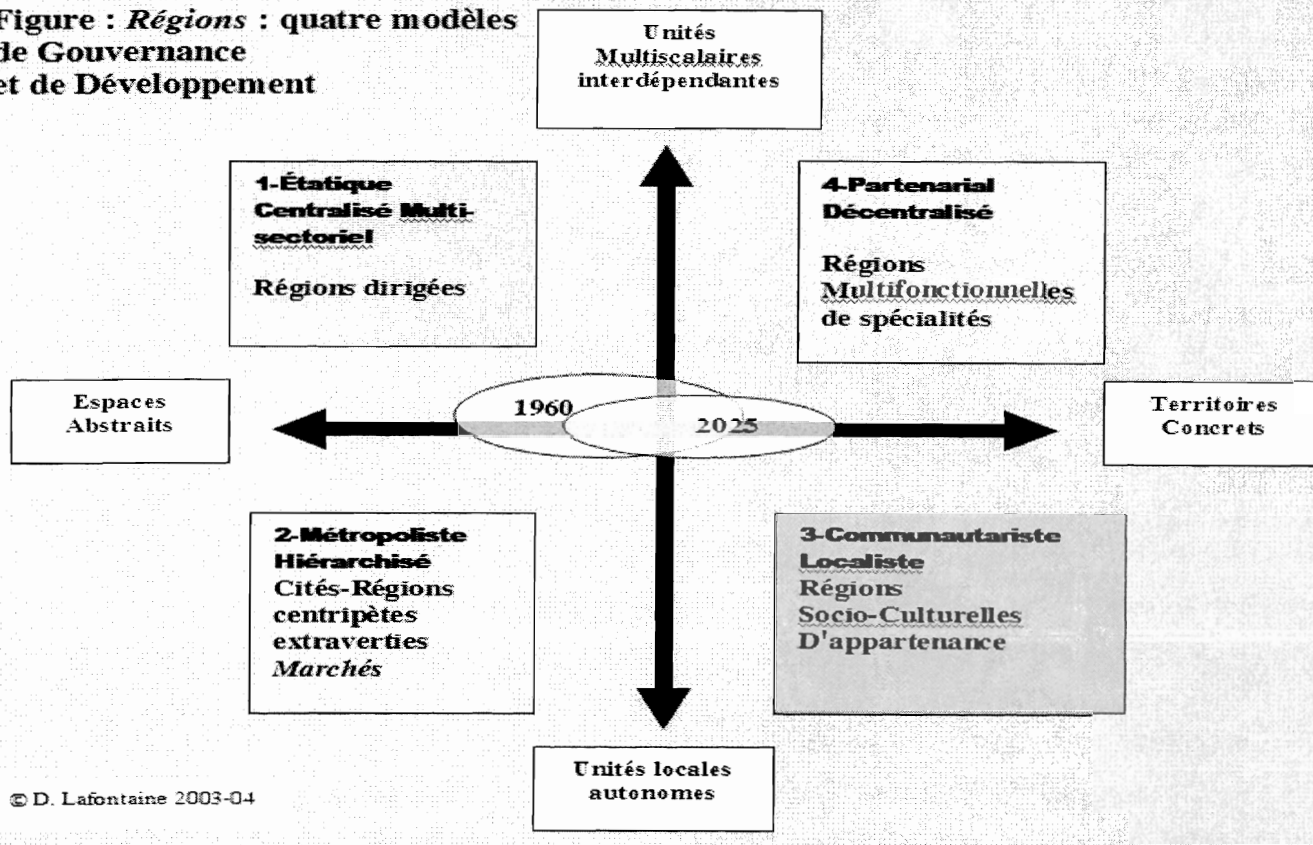 Figure : Régions : quatre modèles
de Gouvernance
et de Développement
Unités
Multiscalaires
interdépendantes
1-Étatique
Centralisé Multi-
sectoriel
Régions dirigées
4-Partenarial
Décentralisé
Régions
Multifonctionnelles
de spécialités
Espaces
Abstraits
1960
2025
Territoires
Concrets
2-Métropoliste
Hiérarchisé
Cités-Régions
centripètes
extraverties
Marchés
3-Communautariste
Localiste
Régions
Socio-Culturelles
D'appartenance
Unités locales
autonomes
© D. Lafontaine 2003-04